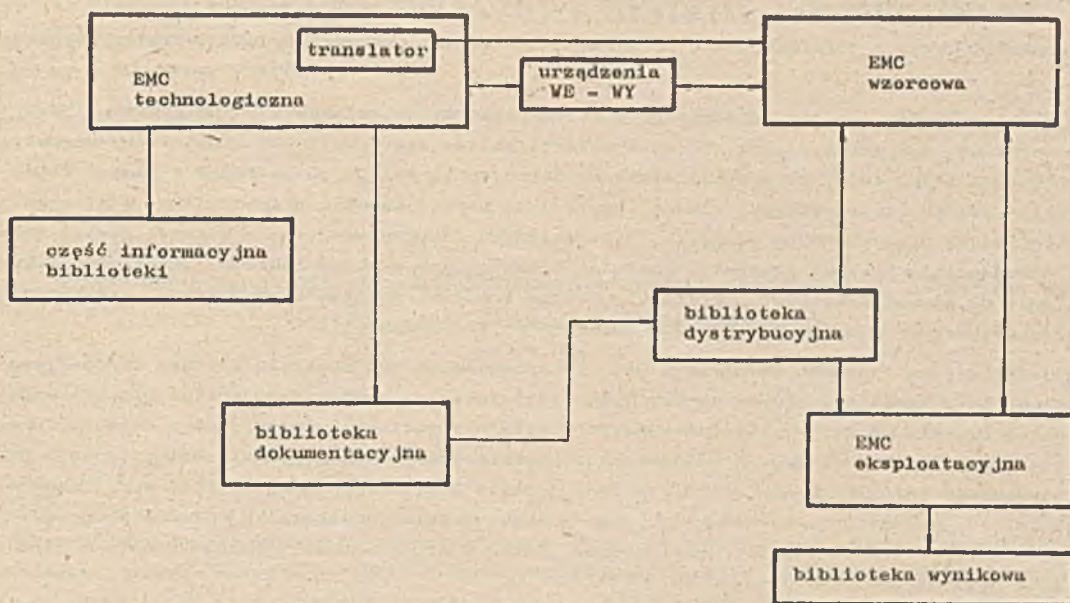 translator
EMC
technologiczna
urządzenia
WE - WY
EMC
wzorcowa
część informacyjna
biblioteki
biblioteka
dystrybucyjna
biblioteka
dokumentacyjna
EMC
eksploatacyjna
biblioteka wynikowa